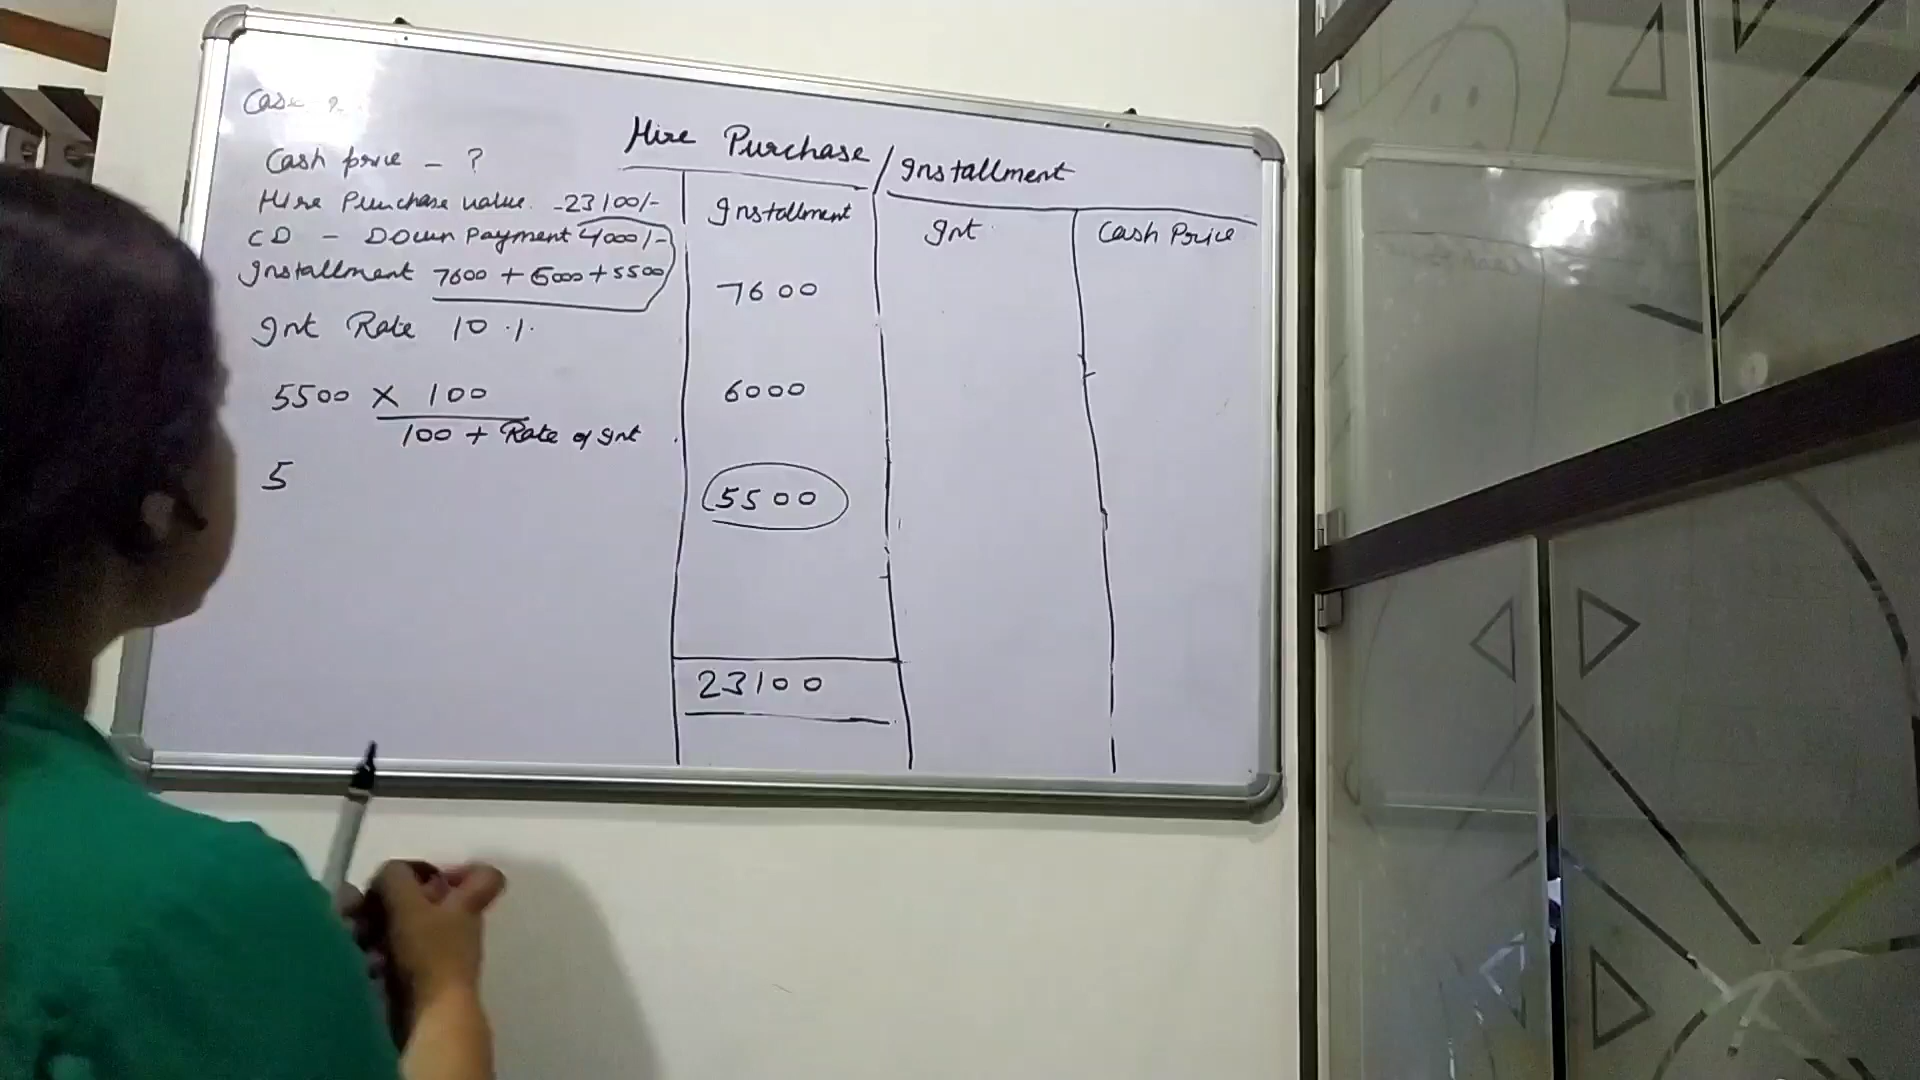 Case 2
Hire Purchase / Installment
Cash price - ?
Hire Purchase value. - 23100/-
CD - Down Payment 4000/-
Installment 7600 + 6000 + 5500
Int Rate 10 %
5500 × 100
100 + Rate of Int
5
Installment
7600
6000
5500
23100
Int
Cash Price